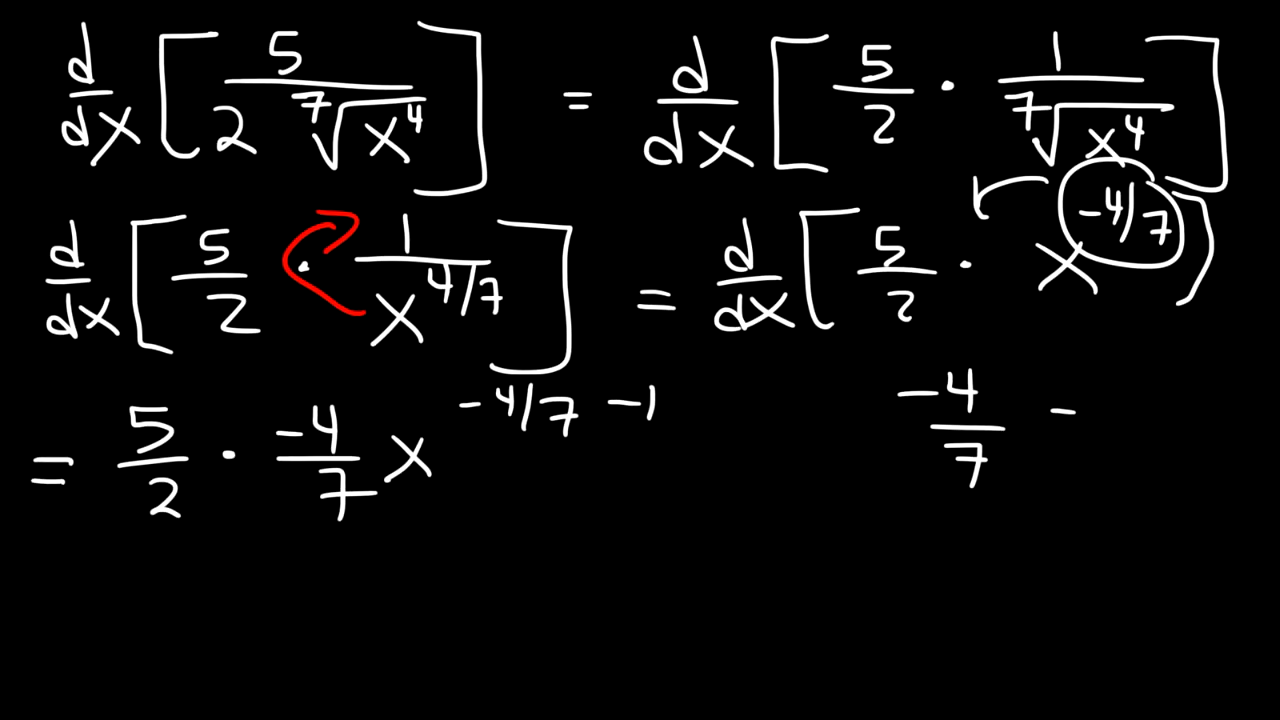 d/dx [ 5 / (2 ⁷√(x⁴)) ] = d/dx [ 5/2 · 1 / ⁷√(x⁴) ]
d/dx [ 5/2 · 1 / x^(4/7) ] = d/dx [ 5/2 · x^(-4/7) )
= 5/2 · -4/7 x^(-4/7 -1) -4/7 -